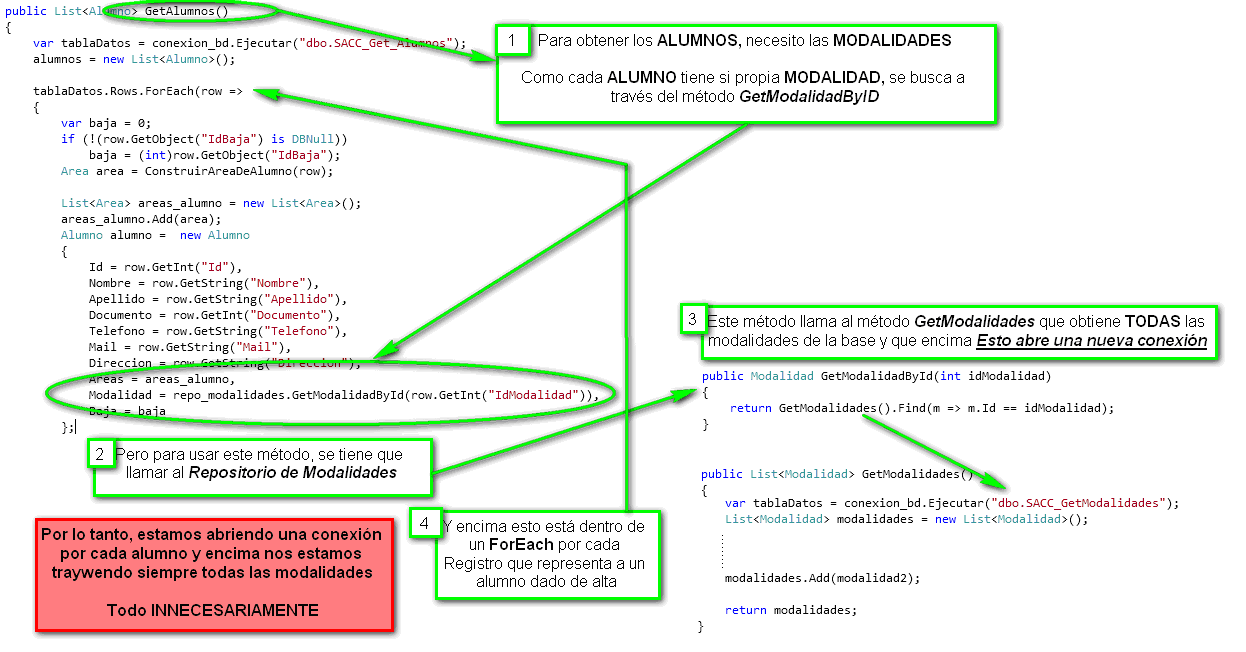 public List<Alumno> GetAlumnos()
{
var tablaDatos = conexion_bd.Ejecutar("dbo.SACC_Get_Alumnos");
alumnos = new List<Alumno>();
tablaDatos.Rows.ForEach(row =>
{
var baja = 0;
if (!(row.GetObject("IdBaja") is DBNull))
baja = (int)row.GetObject("IdBaja");
Area area = ConstruirAreaDeAlumno(row);
List<Area> areas_alumno = new List<Area>();
areas_alumno.Add(area);
Alumno alumno =  new Alumno
{
Id = row.GetInt("Id"),
Nombre = row.GetString("Nombre"),
Apellido = row.GetString("Apellido"),
Documento = row.GetInt("Documento"),
Telefono = row.GetString("Telefono"),
Mail = row.GetString("Mail"),
Direccion = row.GetString("Direccion"),
Areas = areas_alumno,
Modalidad = repo_modalidades.GetModalidadById(row.GetInt("IdModalidad")),
Baja = baja
};
1
Para obtener los ALUMNOS, necesito las MODALIDADES
Como cada ALUMNO tiene si propia MODALIDAD, se busca a
través del método GetModalidadByID
2
Pero para usar este método, se tiene que
llamar al Repositorio de Modalidades
3
Este método llama al método GetModalidades que obtiene TODAS las
modalidades de la base y que encima Esto abre una nueva conexión
public Modalidad GetModalidadById(int idModalidad)
{
return GetModalidades().Find(m => m.Id == idModalidad);
}
public List<Modalidad> GetModalidades()
{
var tablaDatos = conexion_bd.Ejecutar("dbo.SACC_GetModalidades");
List<Modalidad> modalidades = new List<Modalidad>();
modalidades.Add(modalidad2);
return modalidades;
}
4
Y encima esto está dentro de
un ForEach por cada
Registro que representa a un
alumno dado de alta
Por lo tanto, estamos abriendo una conexión
por cada alumno y encima nos estamos
traywendo siempre todas las modalidades
Todo INNECESARIAMENTE